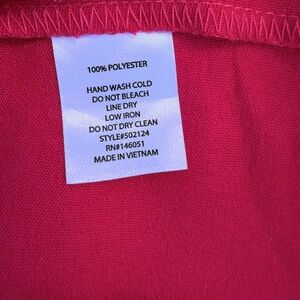 100% POLYESTER
HAND WASH COLD
DO NOT BLEACH
LINE DRY
LOW IRON
DO NOT DRY CLEAN
STYLE#502124
RN#146051
MADE IN VIETNAM